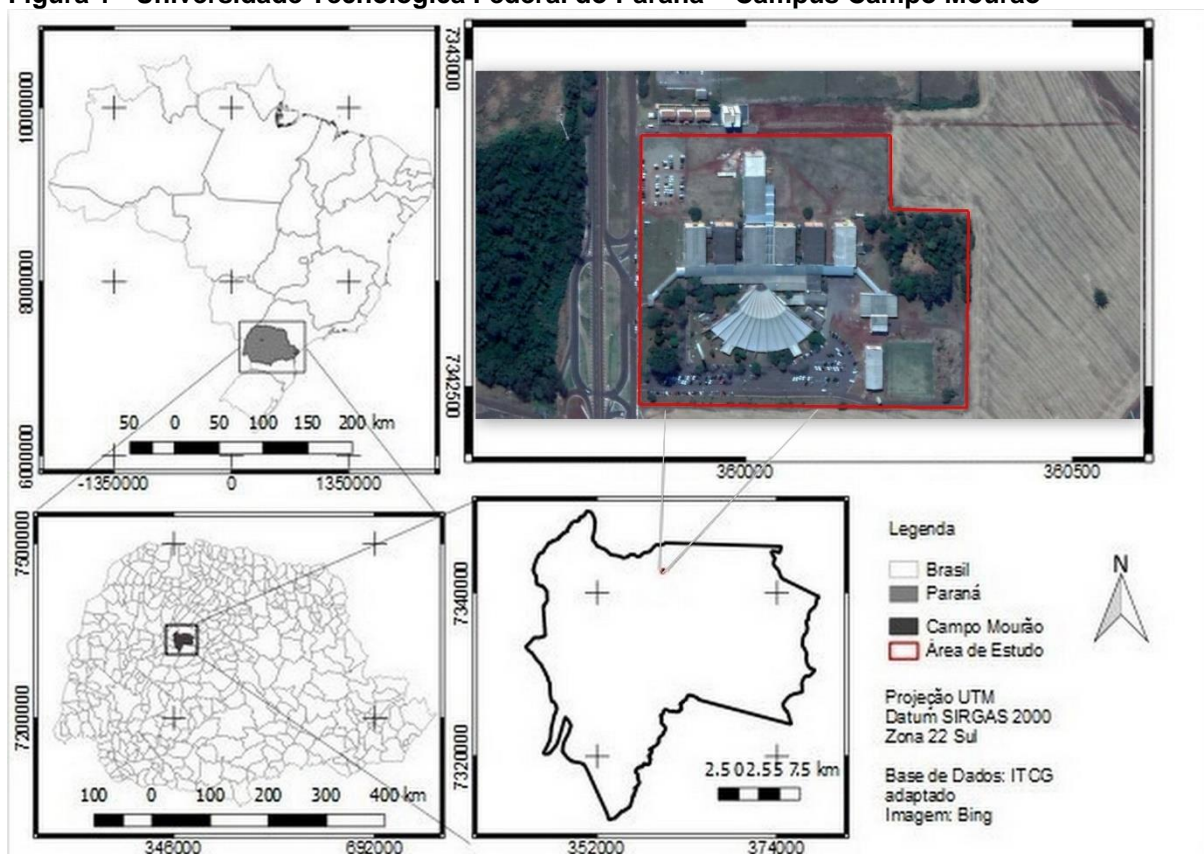 Figura 1 - Universidade Tecnológica Federal do Paraná – Campus Campo Mourão
10000000
8000000
6000000
50 0 50 100 150 200 km
-1350000 0 1350000
7343000
7342500
360000 360500
7500000
7200000
100 0 100 200 300 400 km
346000 692000
7340000
7320000
2.5 0 2.5 5 7.5 km
352000 374000
Legenda
Brasil
Paraná
Campo Mourão
Área de Estudo
N
Projeção UTM
Datum SIRGAS 2000
Zona 22 Sul
Base de Dados: ITCG
adaptado
Imagem: Bing